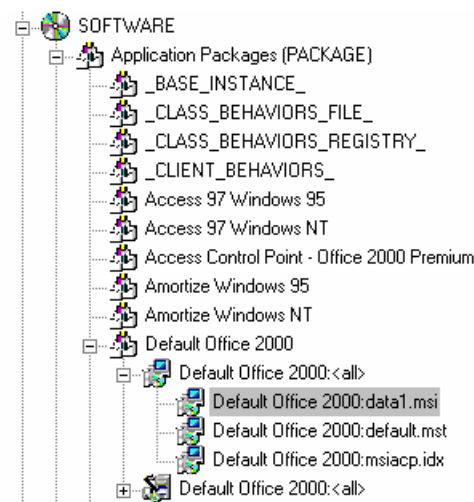 SOFTWARE
Application Packages (PACKAGE)
_BASE_INSTANCE_
_CLASS_BEHAVIORS_FILE_
_CLASS_BEHAVIORS_REGISTRY_
_CLIENT_BEHAVIORS_
Access 97 Windows 95
Access 97 Windows NT
Access Control Point - Office 2000 Premium
Amortize Windows 95
Amortize Windows NT
Default Office 2000
Default Office 2000:<all>
Default Office 2000:data1.msi
Default Office 2000:default.mst
Default Office 2000:msiacp.idx
Default Office 2000:<all>